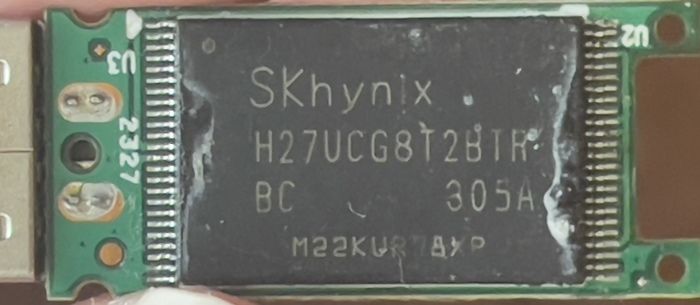 SKhynix
H27UCG8T2BTR
BC 305A
U3
2327
U2